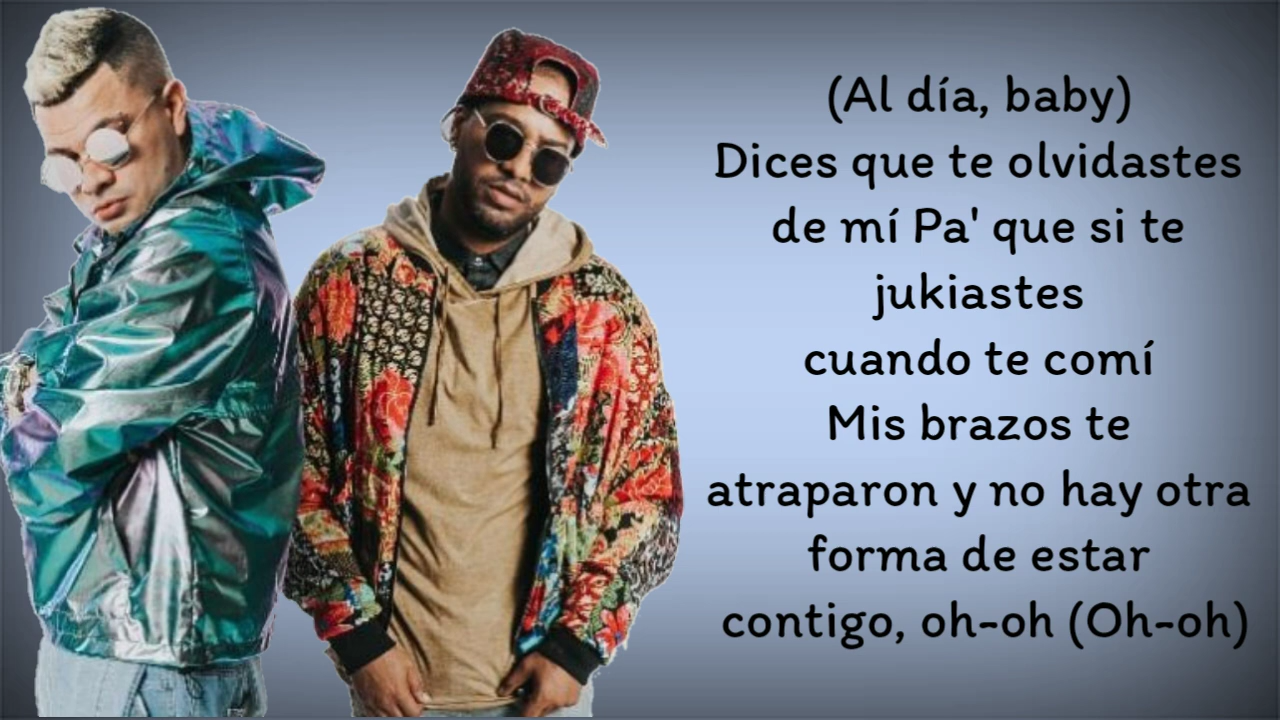 (Al día, baby)
Dices que te olvidastes
de mí Pa' que si te
jukiastes
cuando te comí
Mis brazos te
atraparon y no hay otra
forma de estar
contigo, oh-oh (Oh-oh)